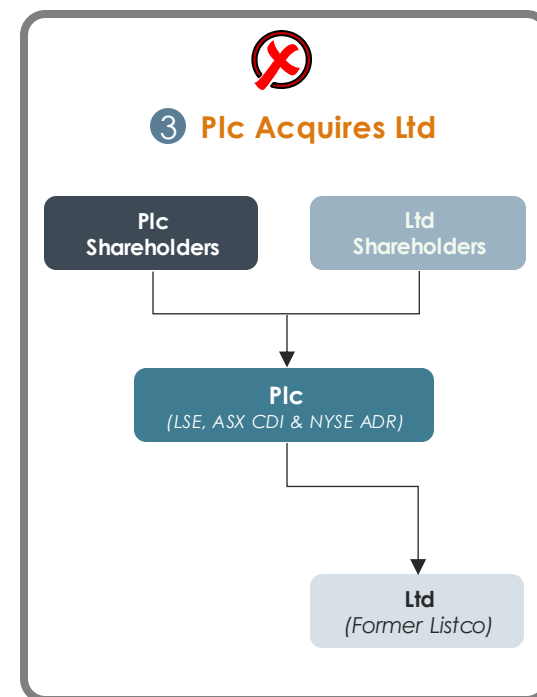 3 Plc Acquires Ltd
Plc
Shareholders
Ltd
Shareholders
Plc
(LSE, ASX CDI & NYSE ADR)
Ltd
(Former Listco)